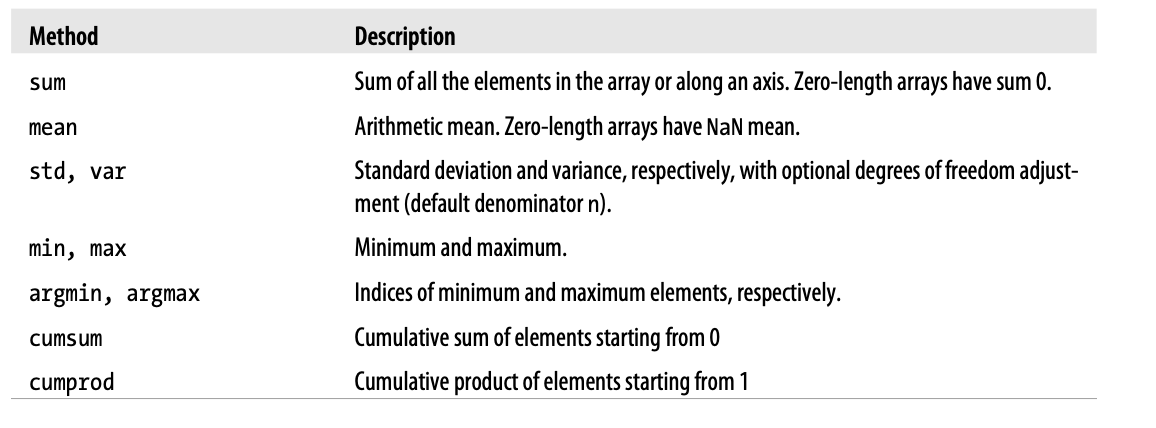 Method Description
sum Sum of all the elements in the array or along an axis. Zero-length arrays have sum 0.
mean Arithmetic mean. Zero-length arrays have NaN mean.
std, var Standard deviation and variance, respectively, with optional degrees of freedom adjust-
ment (default denominator n).
min, max Minimum and maximum.
argmin, argmax Indices of minimum and maximum elements, respectively.
cumsum Cumulative sum of elements starting from 0
cumprod Cumulative product of elements starting from 1